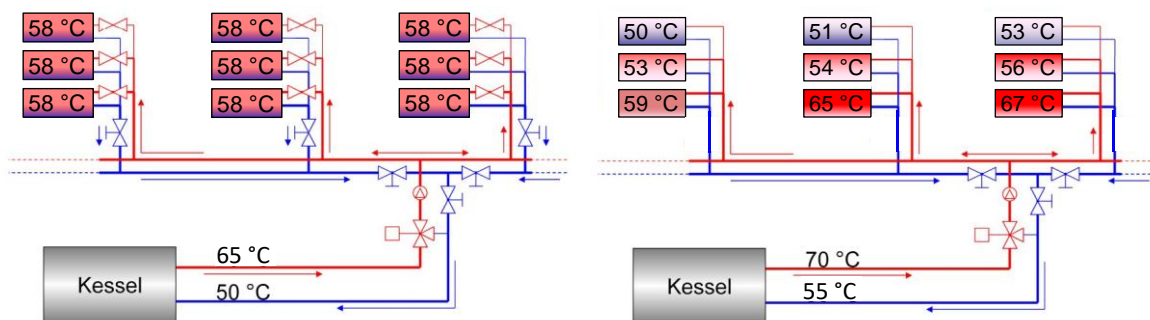 58 °C 58 °C 58 °C
58 °C 58 °C 58 °C
58 °C 58 °C 58 °C
65 °C
Kessel
50 °C
50 °C 51 °C 53 °C
53 °C 54 °C 56 °C
59 °C 65 °C 67 °C
70 °C
Kessel
55 °C